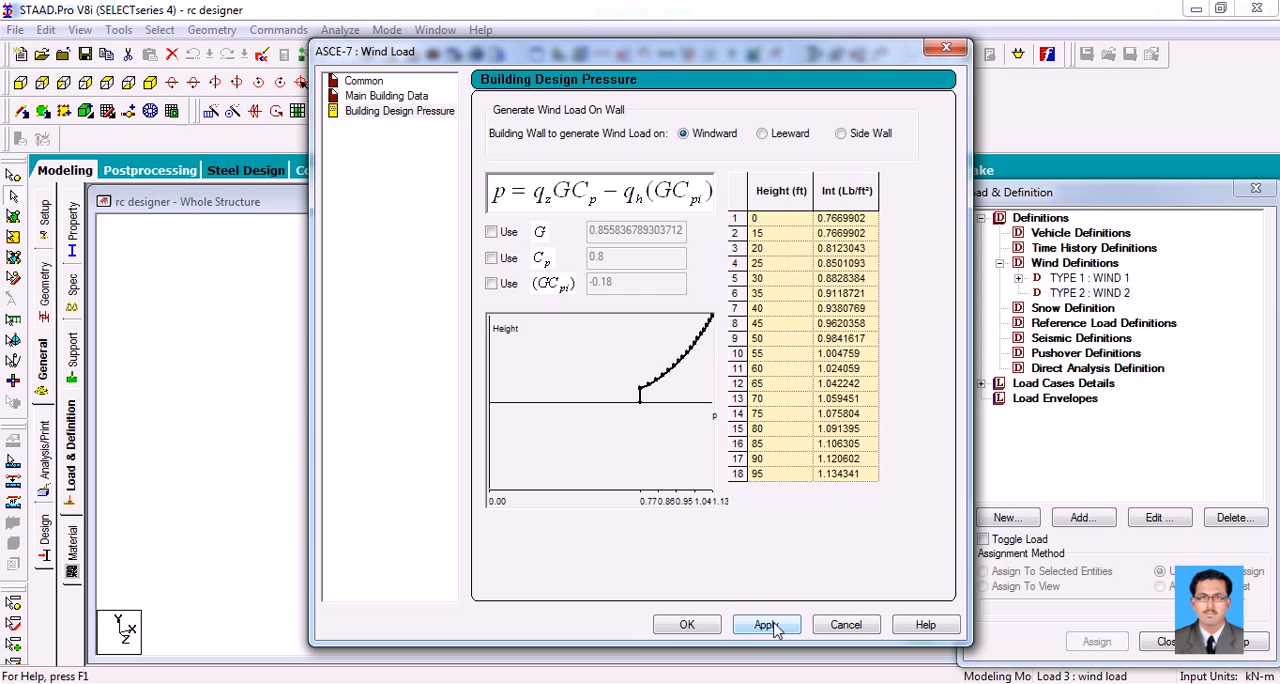 STAAD.Pro V8i (SELECTseries 4) - rc designer
File Edit View Tools Select Geometry Commands Analyze Mode Window Help
ASCE-7 : Wind Load
Common
Main Building Data
Building Design Pressure
Building Design Pressure
Generate Wind Load On Wall
Building Wall to generate Wind Load on: Windward Leeward Side Wall
p = qzGCp − qh(GCpi)
Use G 0.855836789303712
Use Cp 0.8
Use (GCpi) -0.18
Height (ft) Int (Lb/ft²)
1 0 0.7669902
2 15 0.7669902
3 20 0.8123043
4 25 0.8501093
5 30 0.8828384
6 35 0.9118721
7 40 0.9380769
8 45 0.9620358
9 50 0.9841617
10 55 1.004759
11 60 1.024059
12 65 1.042242
13 70 1.059451
14 75 1.075804
15 80 1.091395
16 85 1.106305
17 90 1.120602
18 95 1.134341
Height
p
0.00 0.77 0.86 0.95 1.04 1.13
OK Apply Cancel Help
Modeling Postprocessing Steel Design
rc designer - Whole Structure
Setup
Geometry
General
Analysis/Print
Design
Property
Spec
Support
Load & Definition
Material
Y X Z
ad & Definition
Definitions
Vehicle Definitions
Time History Definitions
Wind Definitions
TYPE 1 : WIND 1
TYPE 2 : WIND 2
Snow Definition
Reference Load Definitions
Seismic Definitions
Pushover Definitions
Direct Analysis Definition
Load Cases Details
Load Envelopes
New... Add... Edit ... Delete...
Toggle Load
Assignment Method
Assign To Selected Entities
Assign To View
Assign
For Help, press F1
Modeling Mo Load 3 : wind load Input Units: kN-m